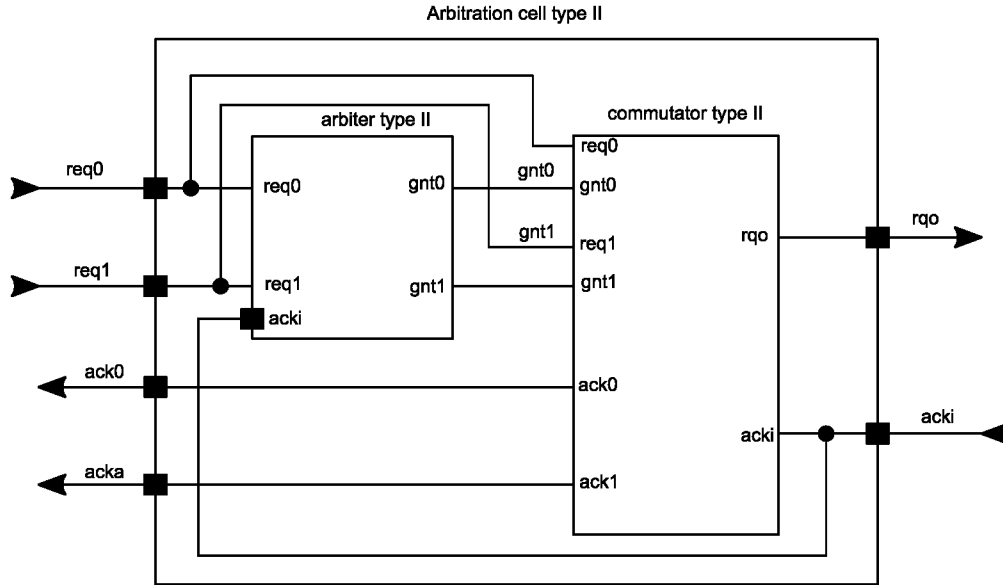 Arbitration cell type II
commutator type II
arbiter type II
req0
req0
gnt0
gnt0
req0
gnt0
rqo
rqo
gnt1
req1
req1
req1
gnt1
gnt1
acki
ack0
ack0
acki
acki
acka
ack1